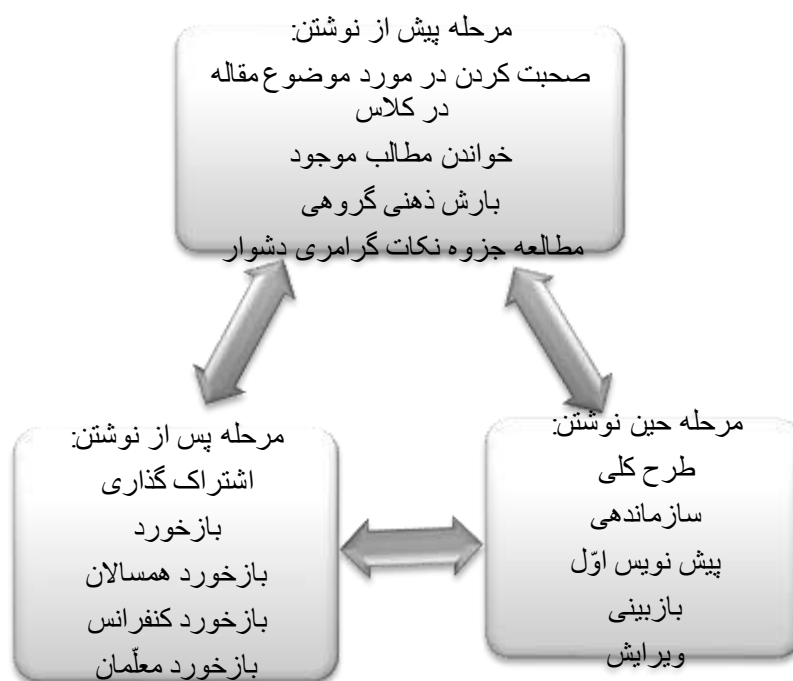 مرحله پیش از نوشتن:
صحبت کردن در مورد موضوع مقاله
در کلاس
خواندن مطالب موجود
بارش ذهنی گروهی
مطالعه جزوه نکات گرامری دشوار
مرحله حین نوشتن:
طرح کلی
سازماندهی
پیش نویس اوّل
بازبینی
ویرایش
مرحله پس از نوشتن:
اشتراک گذاری
بازخورد
بازخورد همسالان
بازخورد کنفرانس
بازخورد معلّمان